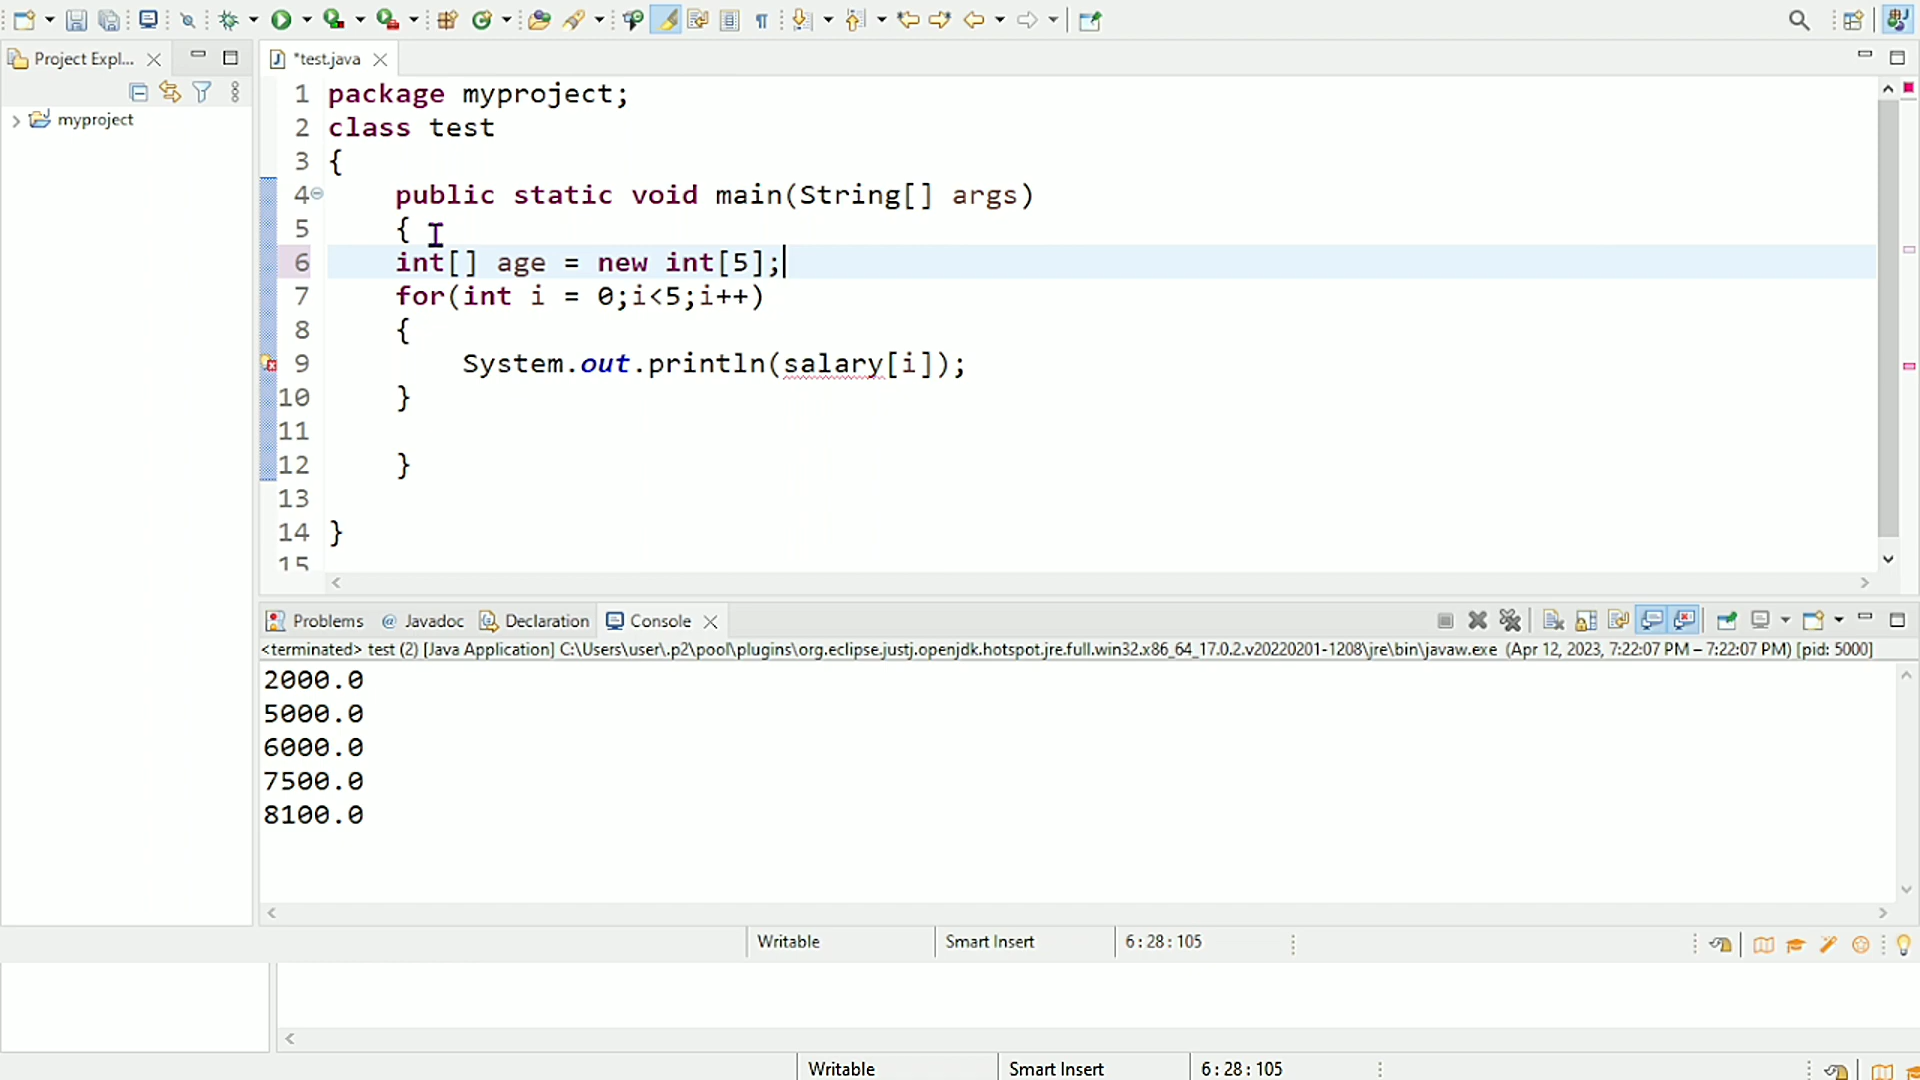 Project Expl...
*test.java
myproject
1 package myproject;
2 class test
3 {
4 public static void main(String[] args)
5 {
6 int[] age = new int[5];
7 for(int i = 0;i<5;i++)
8 {
9 System.out.println(salary[i]);
10 }
11
12 }
13
14 }
15
Problems @ Javadoc Declaration Console
<terminated> test (2) [Java Application] C:\Users\user\.p2\pool\plugins\org.eclipse.justj.openjdk.hotspot.jre.full.win32.x86_64_17.0.2.v20220201-1208\jre\bin\javaw.exe (Apr 12, 2023, 7:22:07 PM – 7:22:07 PM) [pid: 5000]
2000.0
5000.0
6000.0
7500.0
8100.0
Writable Smart Insert 6:28:105
Writable Smart Insert 6:28:105